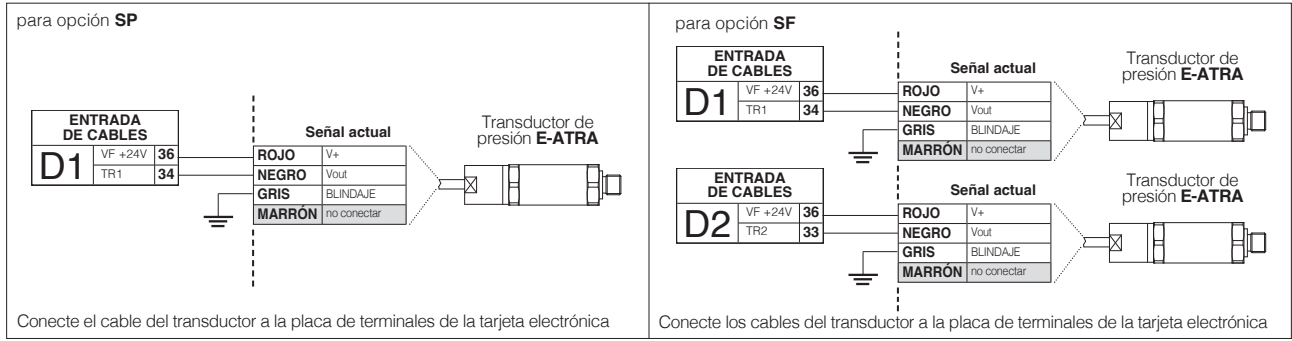 para opción SP
ENTRADA
DE CABLES
D1
VF +24V 36
TR1 34
Señal actual
ROJO V+
NEGRO Vout
GRIS BLINDAJE
MARRÓN no conectar
Transductor de
presión E-ATRA
Conecte el cable del transductor a la placa de terminales de la tarjeta electrónica
para opción SF
ENTRADA
DE CABLES
D1
VF +24V 36
TR1 34
Señal actual
ROJO V+
NEGRO Vout
GRIS BLINDAJE
MARRÓN no conectar
Transductor de
presión E-ATRA
ENTRADA
DE CABLES
D2
VF +24V 36
TR2 33
Señal actual
ROJO V+
NEGRO Vout
GRIS BLINDAJE
MARRÓN no conectar
Transductor de
presión E-ATRA
Conecte los cables del transductor a la placa de terminales de la tarjeta electrónica